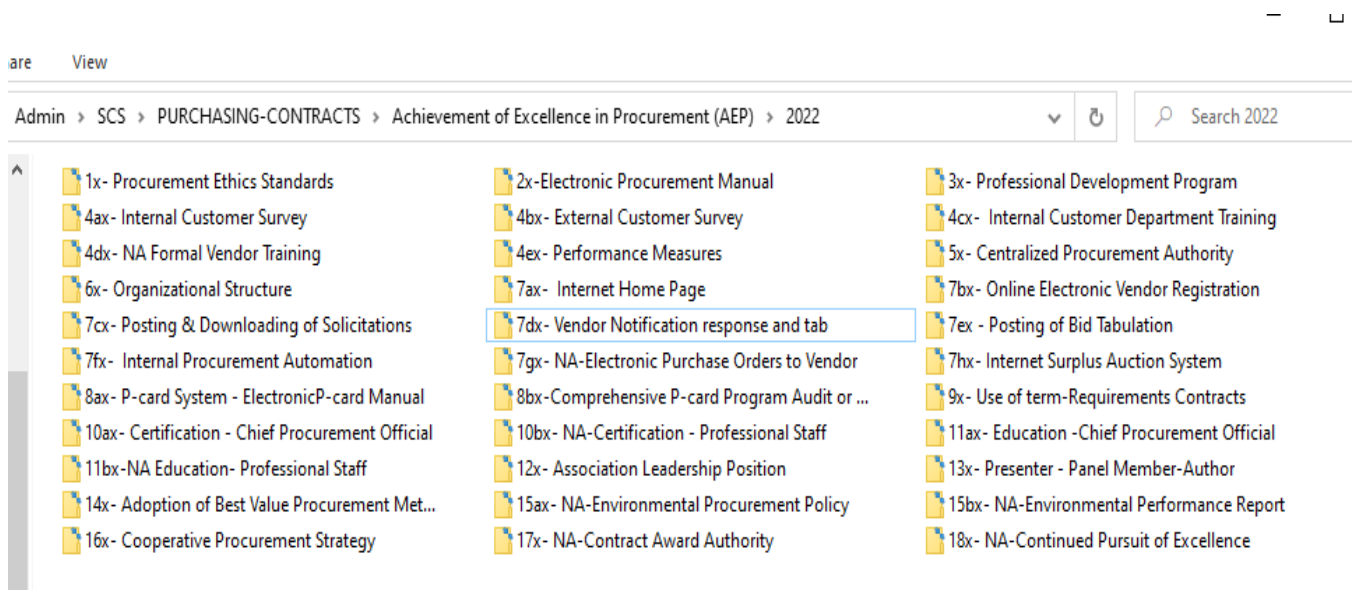 are View
Admin > SCS > PURCHASING-CONTRACTS > Achievement of Excellence in Procurement (AEP) > 2022 Search 2022
1x- Procurement Ethics Standards 2x-Electronic Procurement Manual 3x- Professional Development Program
4ax- Internal Customer Survey 4bx- External Customer Survey 4cx-  Internal Customer Department Training
4dx- NA Formal Vendor Training 4ex- Performance Measures 5x- Centralized Procurement Authority
6x- Organizational Structure 7ax-  Internet Home Page 7bx- Online Electronic Vendor Registration
7cx- Posting & Downloading of Solicitations 7dx- Vendor Notification response and tab 7ex - Posting of Bid Tabulation
7fx-  Internal Procurement Automation 7gx- NA-Electronic Purchase Orders to Vendor 7hx- Internet Surplus Auction System
8ax- P-card System - ElectronicP-card Manual 8bx-Comprehensive P-card Program Audit or ... 9x- Use of term-Requirements Contracts
10ax- Certification - Chief Procurement Official 10bx- NA-Certification - Professional Staff 11ax- Education -Chief Procurement Official
11bx-NA Education- Professional Staff 12x- Association Leadership Position 13x- Presenter - Panel Member-Author
14x- Adoption of Best Value Procurement Met... 15ax- NA-Environmental Procurement Policy 15bx- NA-Environmental Performance Report
16x- Cooperative Procurement Strategy 17x- NA-Contract Award Authority 18x- NA-Continued Pursuit of Excellence